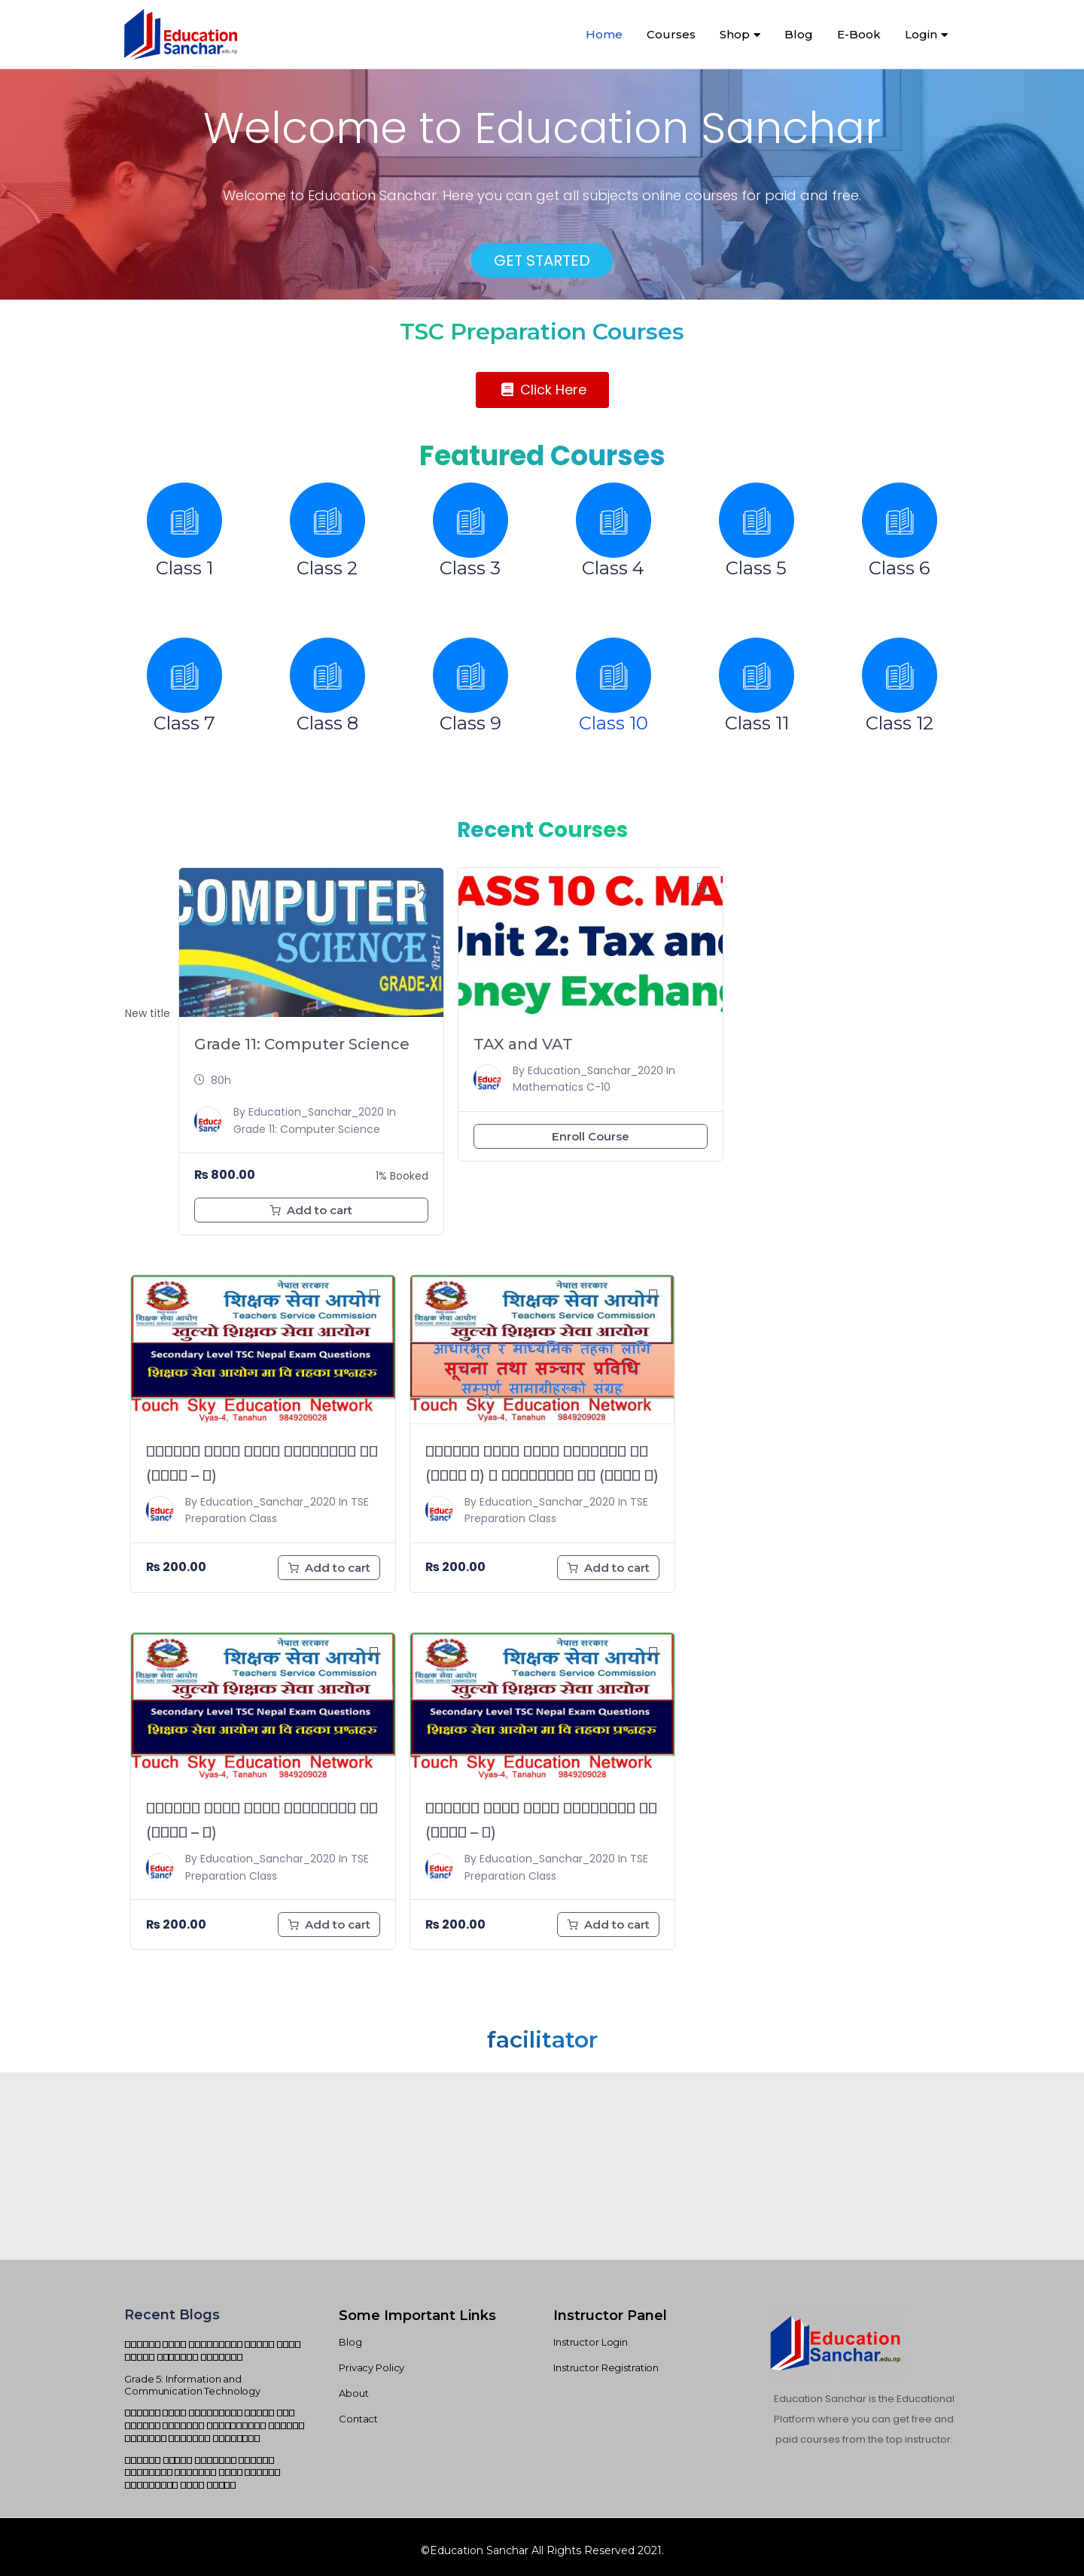 Education
Sanchar.edu.np
Home Courses Shop Blog E-Book Login
Welcome to Education Sanchar
Welcome to Education Sanchar. Here you can get all subjects online courses for paid and free.
GET STARTED
TSC Preparation Courses
Click Here
Featured Courses
Class 1 Class 2 Class 3 Class 4 Class 5 Class 6
Class 7 Class 8 Class 9 Class 10 Class 11 Class 12
Recent Courses
New title
COMPUTER
SCIENCE
Part-I
GRADE-XI
Grade 11: Computer Science
80h
By Education_Sanchar_2020 In
Grade 11: Computer Science
₨ 800.00
1% Booked
Add to cart
ASS 10 C. MA
Unit 2: Tax and
oney Exchang
TAX and VAT
By Education_Sanchar_2020 In
Mathematics C-10
Enroll Course
नेपाल सरकार
शिक्षक सेवा आयोग
Teachers Service Commission
खुल्यो शिक्षक सेवा आयोग
Secondary Level TSC Nepal Exam Questions
शिक्षक सेवा आयोग मा वि तहका प्रश्नहरु
Touch Sky Education Network
Vyas-4, Tanahun 9849209028
By Education_Sanchar_2020 In TSE
Preparation Class
₨ 200.00
Add to cart
नेपाल सरकार
शिक्षक सेवा आयोग
Teachers Service Commission
खुल्यो शिक्षक सेवा आयोग
आधारभूत र माध्यमिक तहका लागि
सूचना तथा सञ्चार प्रविधि
सम्पूर्ण सामाग्रीहरूको संग्रह
Touch Sky Education Network
Vyas-4, Tanahun 9849209028
By Education_Sanchar_2020 In TSE
Preparation Class
₨ 200.00
Add to cart
नेपाल सरकार
शिक्षक सेवा आयोग
Teachers Service Commission
खुल्यो शिक्षक सेवा आयोग
Secondary Level TSC Nepal Exam Questions
शिक्षक सेवा आयोग मा वि तहका प्रश्नहरु
Touch Sky Education Network
Vyas-4, Tanahun 9849209028
By Education_Sanchar_2020 In TSE
Preparation Class
₨ 200.00
Add to cart
नेपाल सरकार
शिक्षक सेवा आयोग
Teachers Service Commission
खुल्यो शिक्षक सेवा आयोग
Secondary Level TSC Nepal Exam Questions
शिक्षक सेवा आयोग मा वि तहका प्रश्नहरु
Touch Sky Education Network
Vyas-4, Tanahun 9849209028
By Education_Sanchar_2020 In TSE
Preparation Class
₨ 200.00
Add to cart
facilitator
Recent Blogs
Grade 5: Information and
Communication Technology
Some Important Links
Blog
Privacy Policy
About
Contact
Instructor Panel
Instructor Login
Instructor Registration
Education
Sanchar.edu.np
Education Sanchar is the Educational
Platform where you can get free and
paid courses from the top instructor.
©Education Sanchar All Rights Reserved 2021.